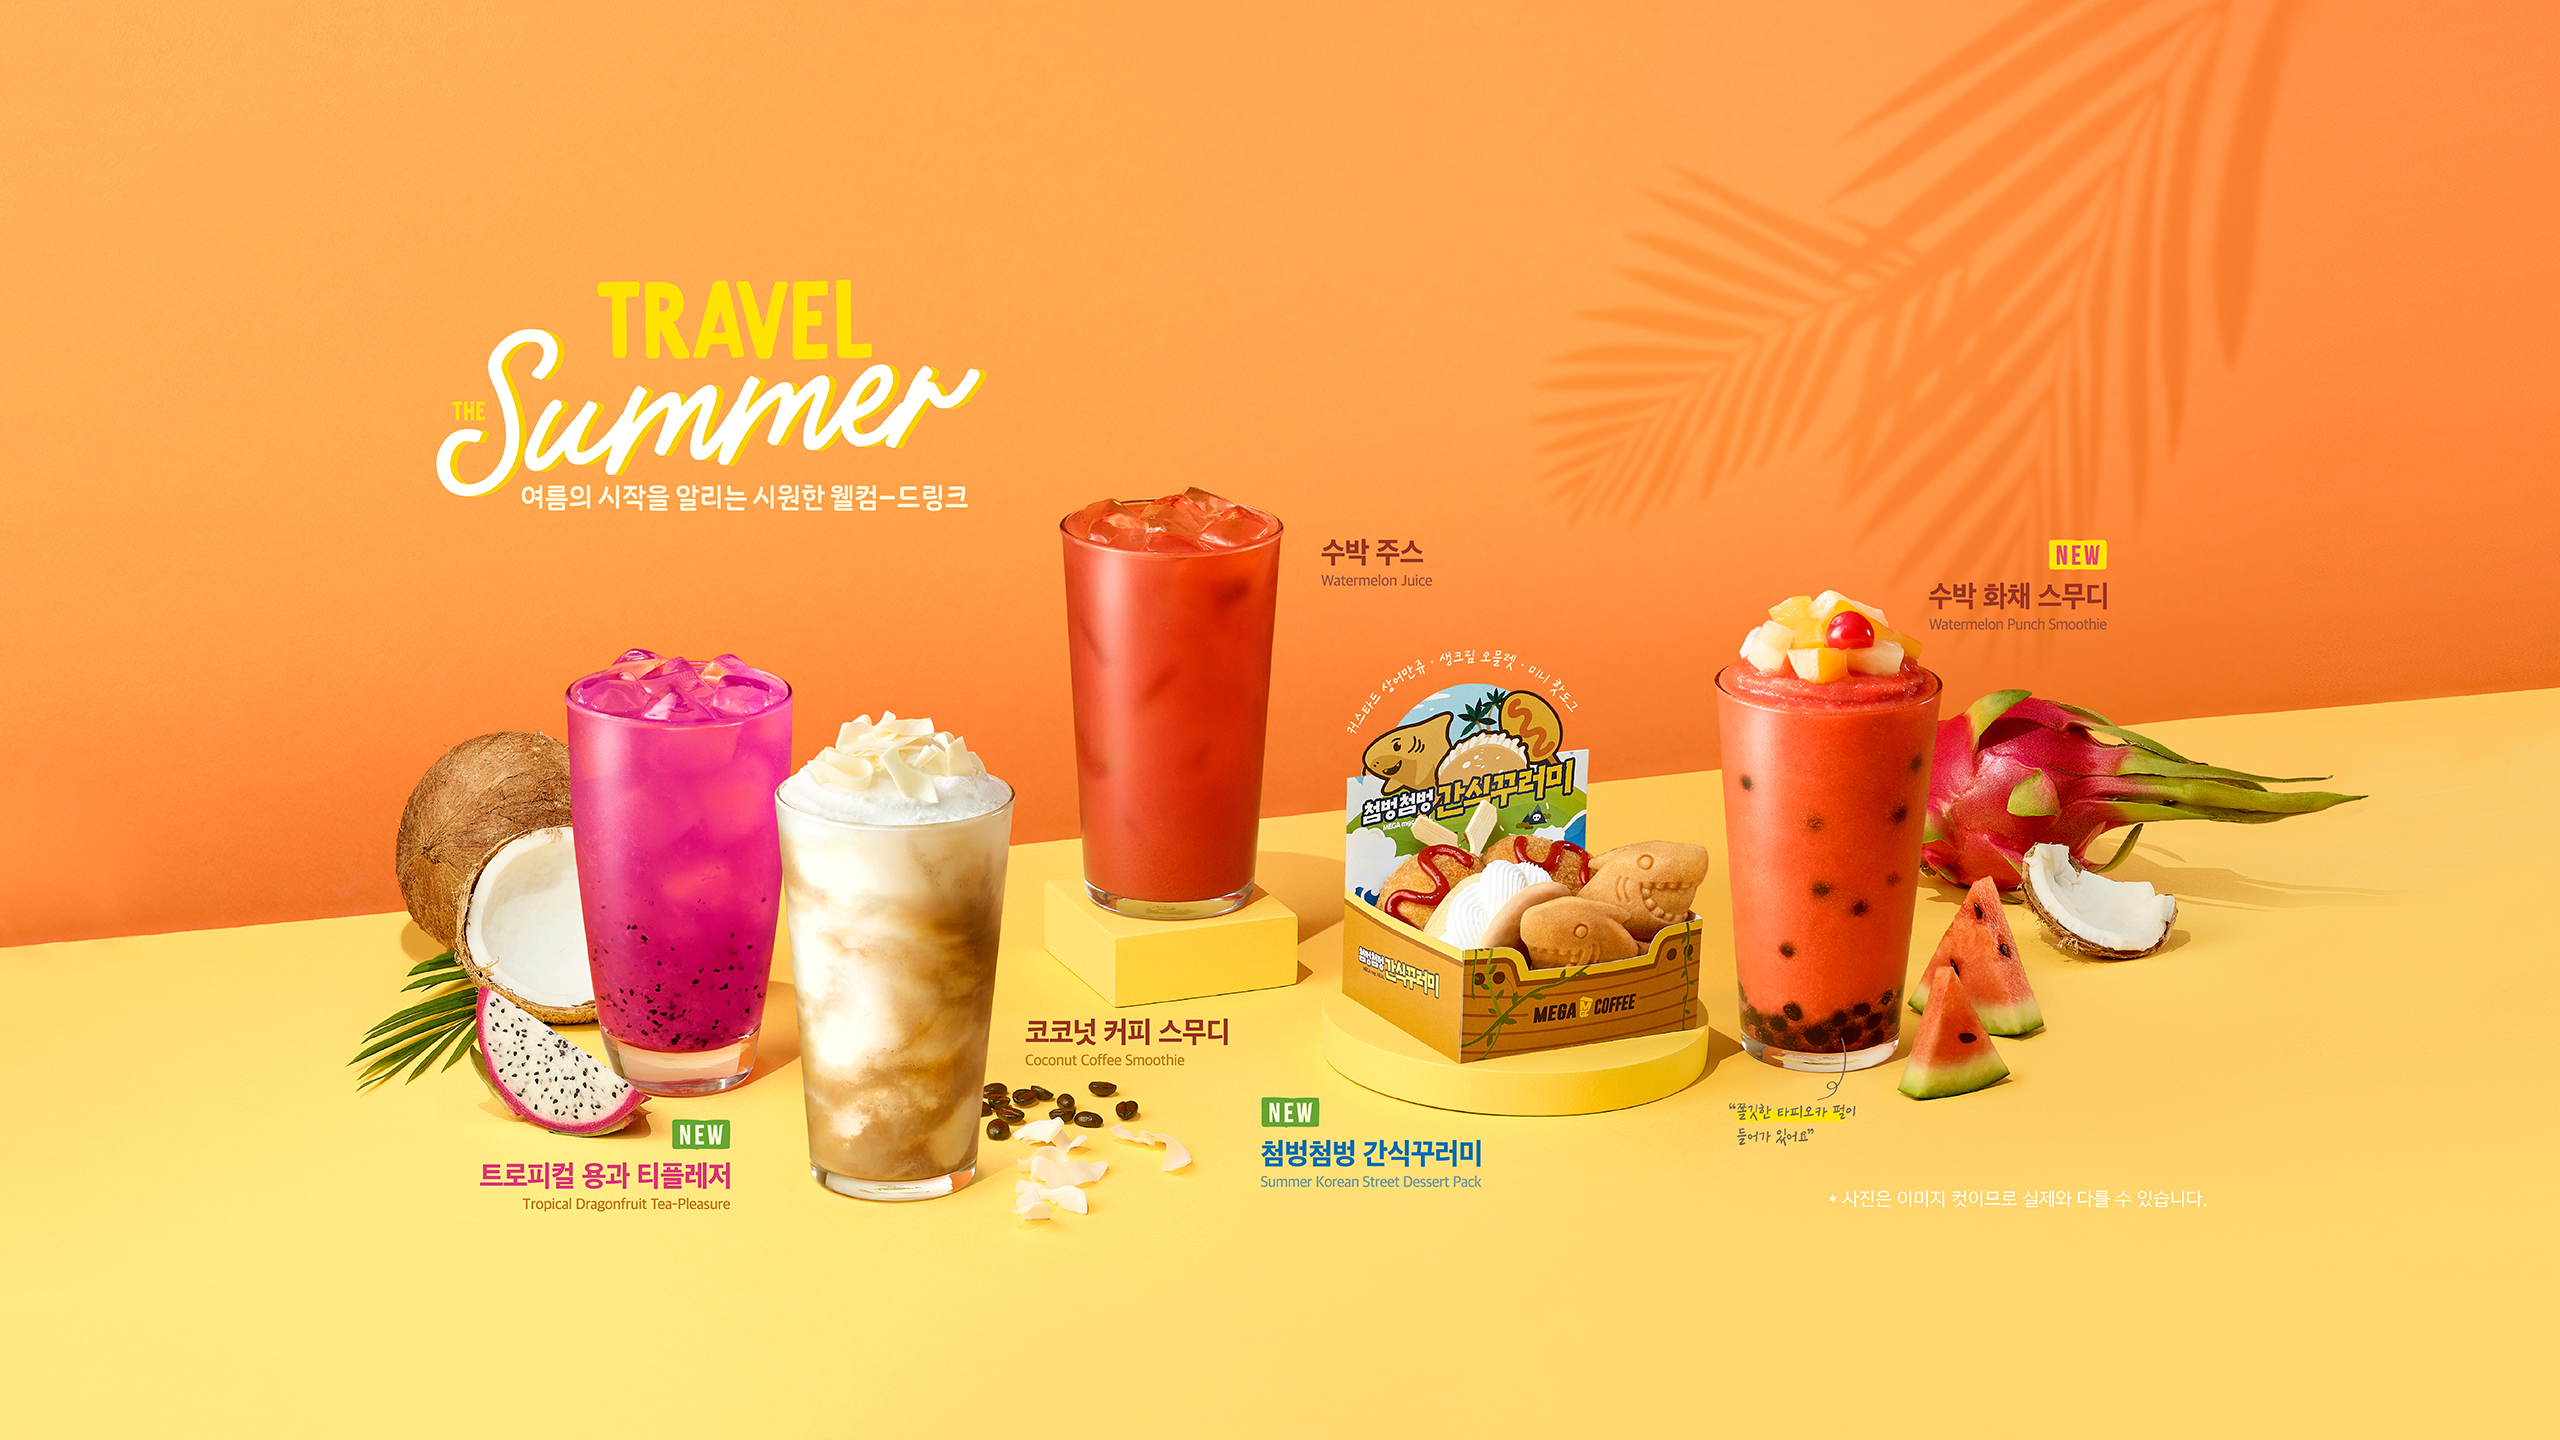 TRAVEL
THE Summer
여름의 시작을 알리는 시원한 웰컴-드링크
수박 주스
Watermelon Juice
NEW
수박 화채 스무디
Watermelon Punch Smoothie
커스타드 상어만쥬 · 생크림 오믈렛 · 미니 핫도그
첨벙첨벙 간식꾸러미
첨벙첨벙 간식꾸러미
MEGA COFFEE
코코넛 커피 스무디
Coconut Coffee Smoothie
NEW
트로피컬 용과 티플레저
Tropical Dragonfruit Tea-Pleasure
NEW
첨벙첨벙 간식꾸러미
Summer Korean Street Dessert Pack
“쫄깃한 타피오카 펄이
들어가 있어요”
* 사진은 이미지 컷이므로 실제와 다를 수 있습니다.